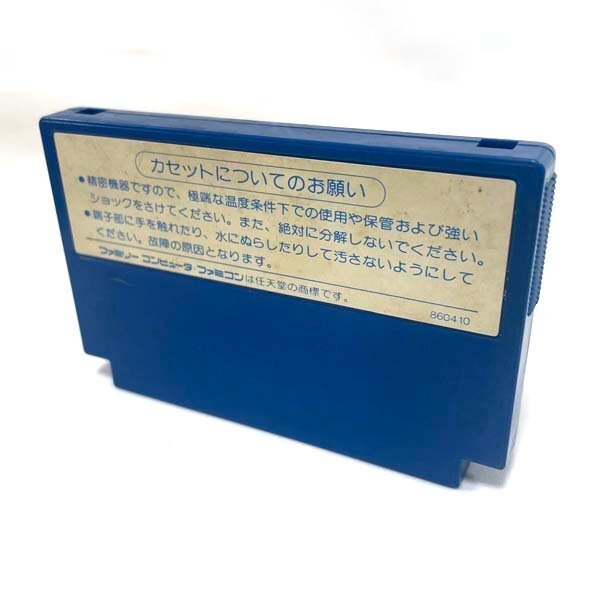 カセットについてのお願い
●精密機器ですので、極端な温度条件下での使用や保管および強い
ショックをさけてください。また、絶対に分解しないでください。
●端子部に手を触れたり、水にぬらしたりして汚さないようにして
ください。故障の原因となります。
ファミリー コンピュータ・ファミコンは任天堂の商標です。
860410